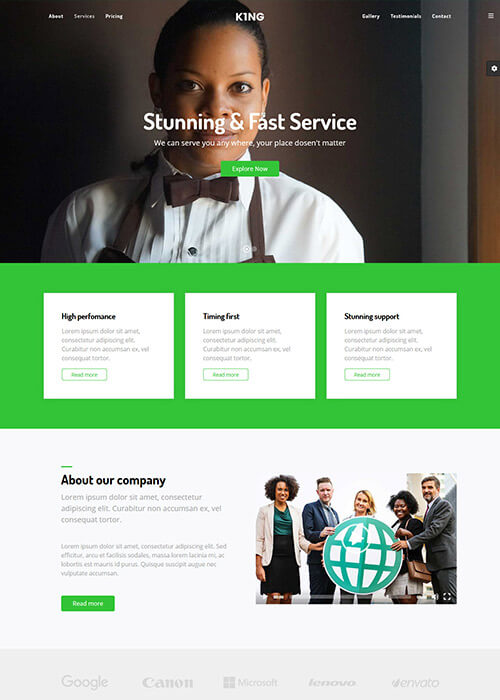 About Services Pricing K1NG Gallery Testimonials Contact
Stunning & Fast Service
We can serve you any where, your place dosen't matter
Explore Now
High perfomance
Lorem ipsum dolor sit amet,
consectetur adipiscing elit.
Curabitur non accumsan ex, vel
consequat tortor.
Read more
Timing first
Lorem ipsum dolor sit amet,
consectetur adipiscing elit.
Curabitur non accumsan ex, vel
consequat tortor.
Read more
Stunning support
Lorem ipsum dolor sit amet,
consectetur adipiscing elit.
Curabitur non accumsan ex, vel
consequat tortor.
Read more
About our company
Lorem ipsum dolor sit amet, consectetur
adipiscing elit. Curabitur non accumsan ex, vel
consequat tortor.
Lorem ipsum dolor sit amet, consectetur adipiscing elit. Sed
efficitur, arcu et facilisis sodales, massa lorem lacinia mi, et
lobortis est mauris id purus. Quisque augue nunc
vulputate accumsan.
Read more
Google Canon Microsoft lenovo envato